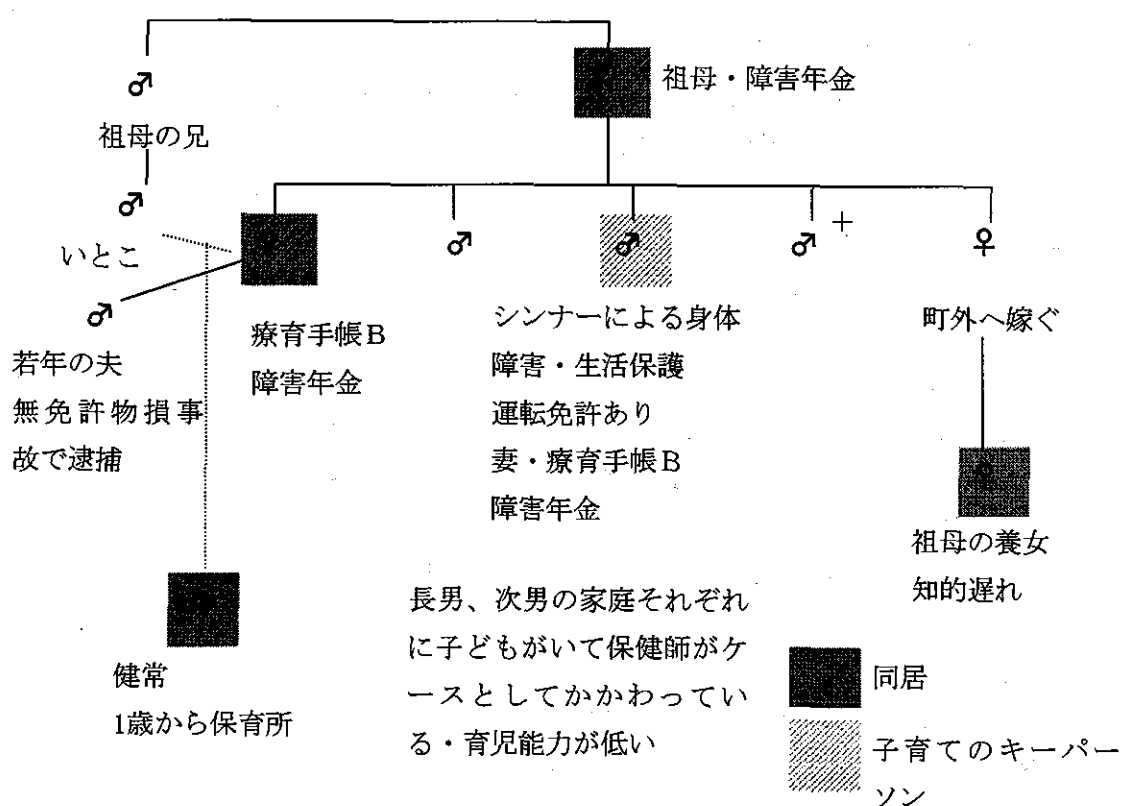 ♂
祖母・障害年金
祖母の兄
♂
いとこ
♂
♂
♂
♂+
♀
若年の夫
無免許物損事
故で逮捕
療育手帳B
障害年金
シンナーによる身体
障害・生活保護
運転免許あり
妻・療育手帳B
障害年金
町外へ嫁ぐ
♀
祖母の養女
知的遅れ
健常
1歳から保育所
長男、次男の家庭それぞれ
に子どもがいて保健師がケ
ースとしてかかわってい
る・育児能力が低い
同居
子育てのキーパー
ソン